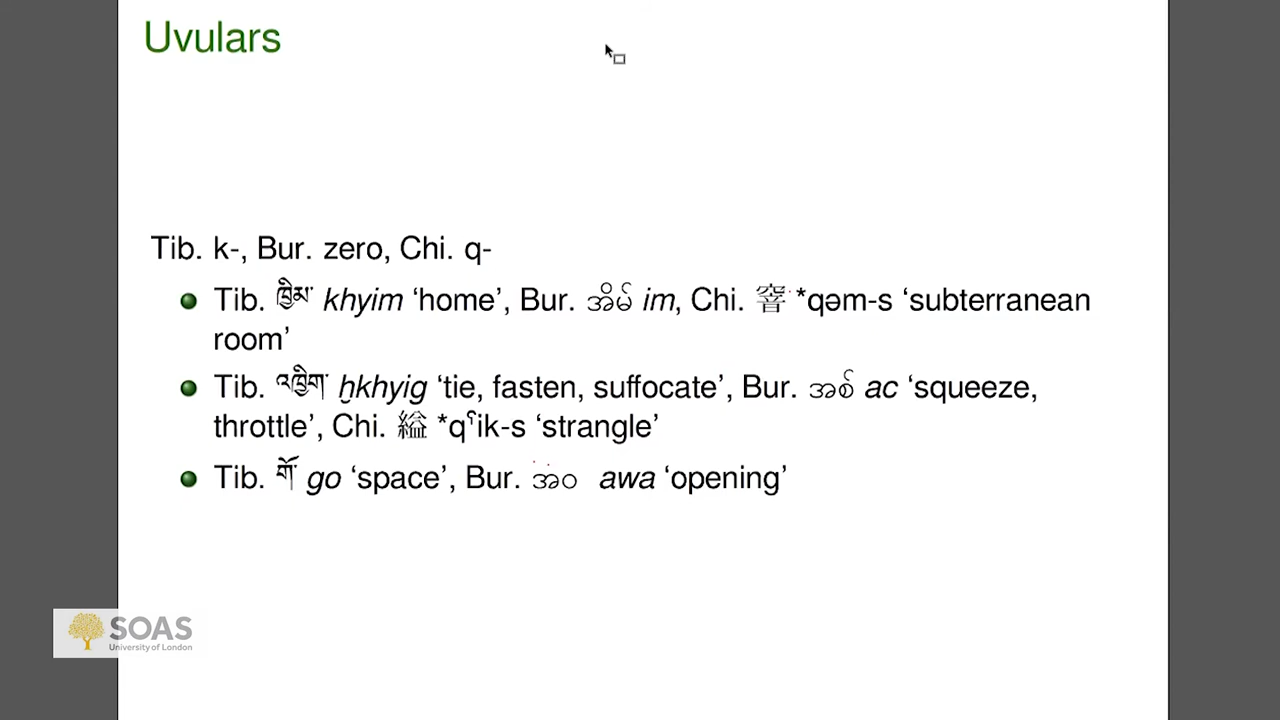 Uvulars
Tib. k-, Bur. zero, Chi. q-
Tib. ཁྱིམ་ khyim ‘home’, Bur. အိမ် im, Chi. 窨 *qəm-s ‘subterranean
room’
Tib. འཁྱིག་ ḫkhyig ‘tie, fasten, suffocate’, Bur. အစ် ac ‘squeeze,
throttle’, Chi. 縊 *qˤik-s ‘strangle’
Tib. གོ་ go ‘space’, Bur. အဝ awa ‘opening’
SOAS
University of London